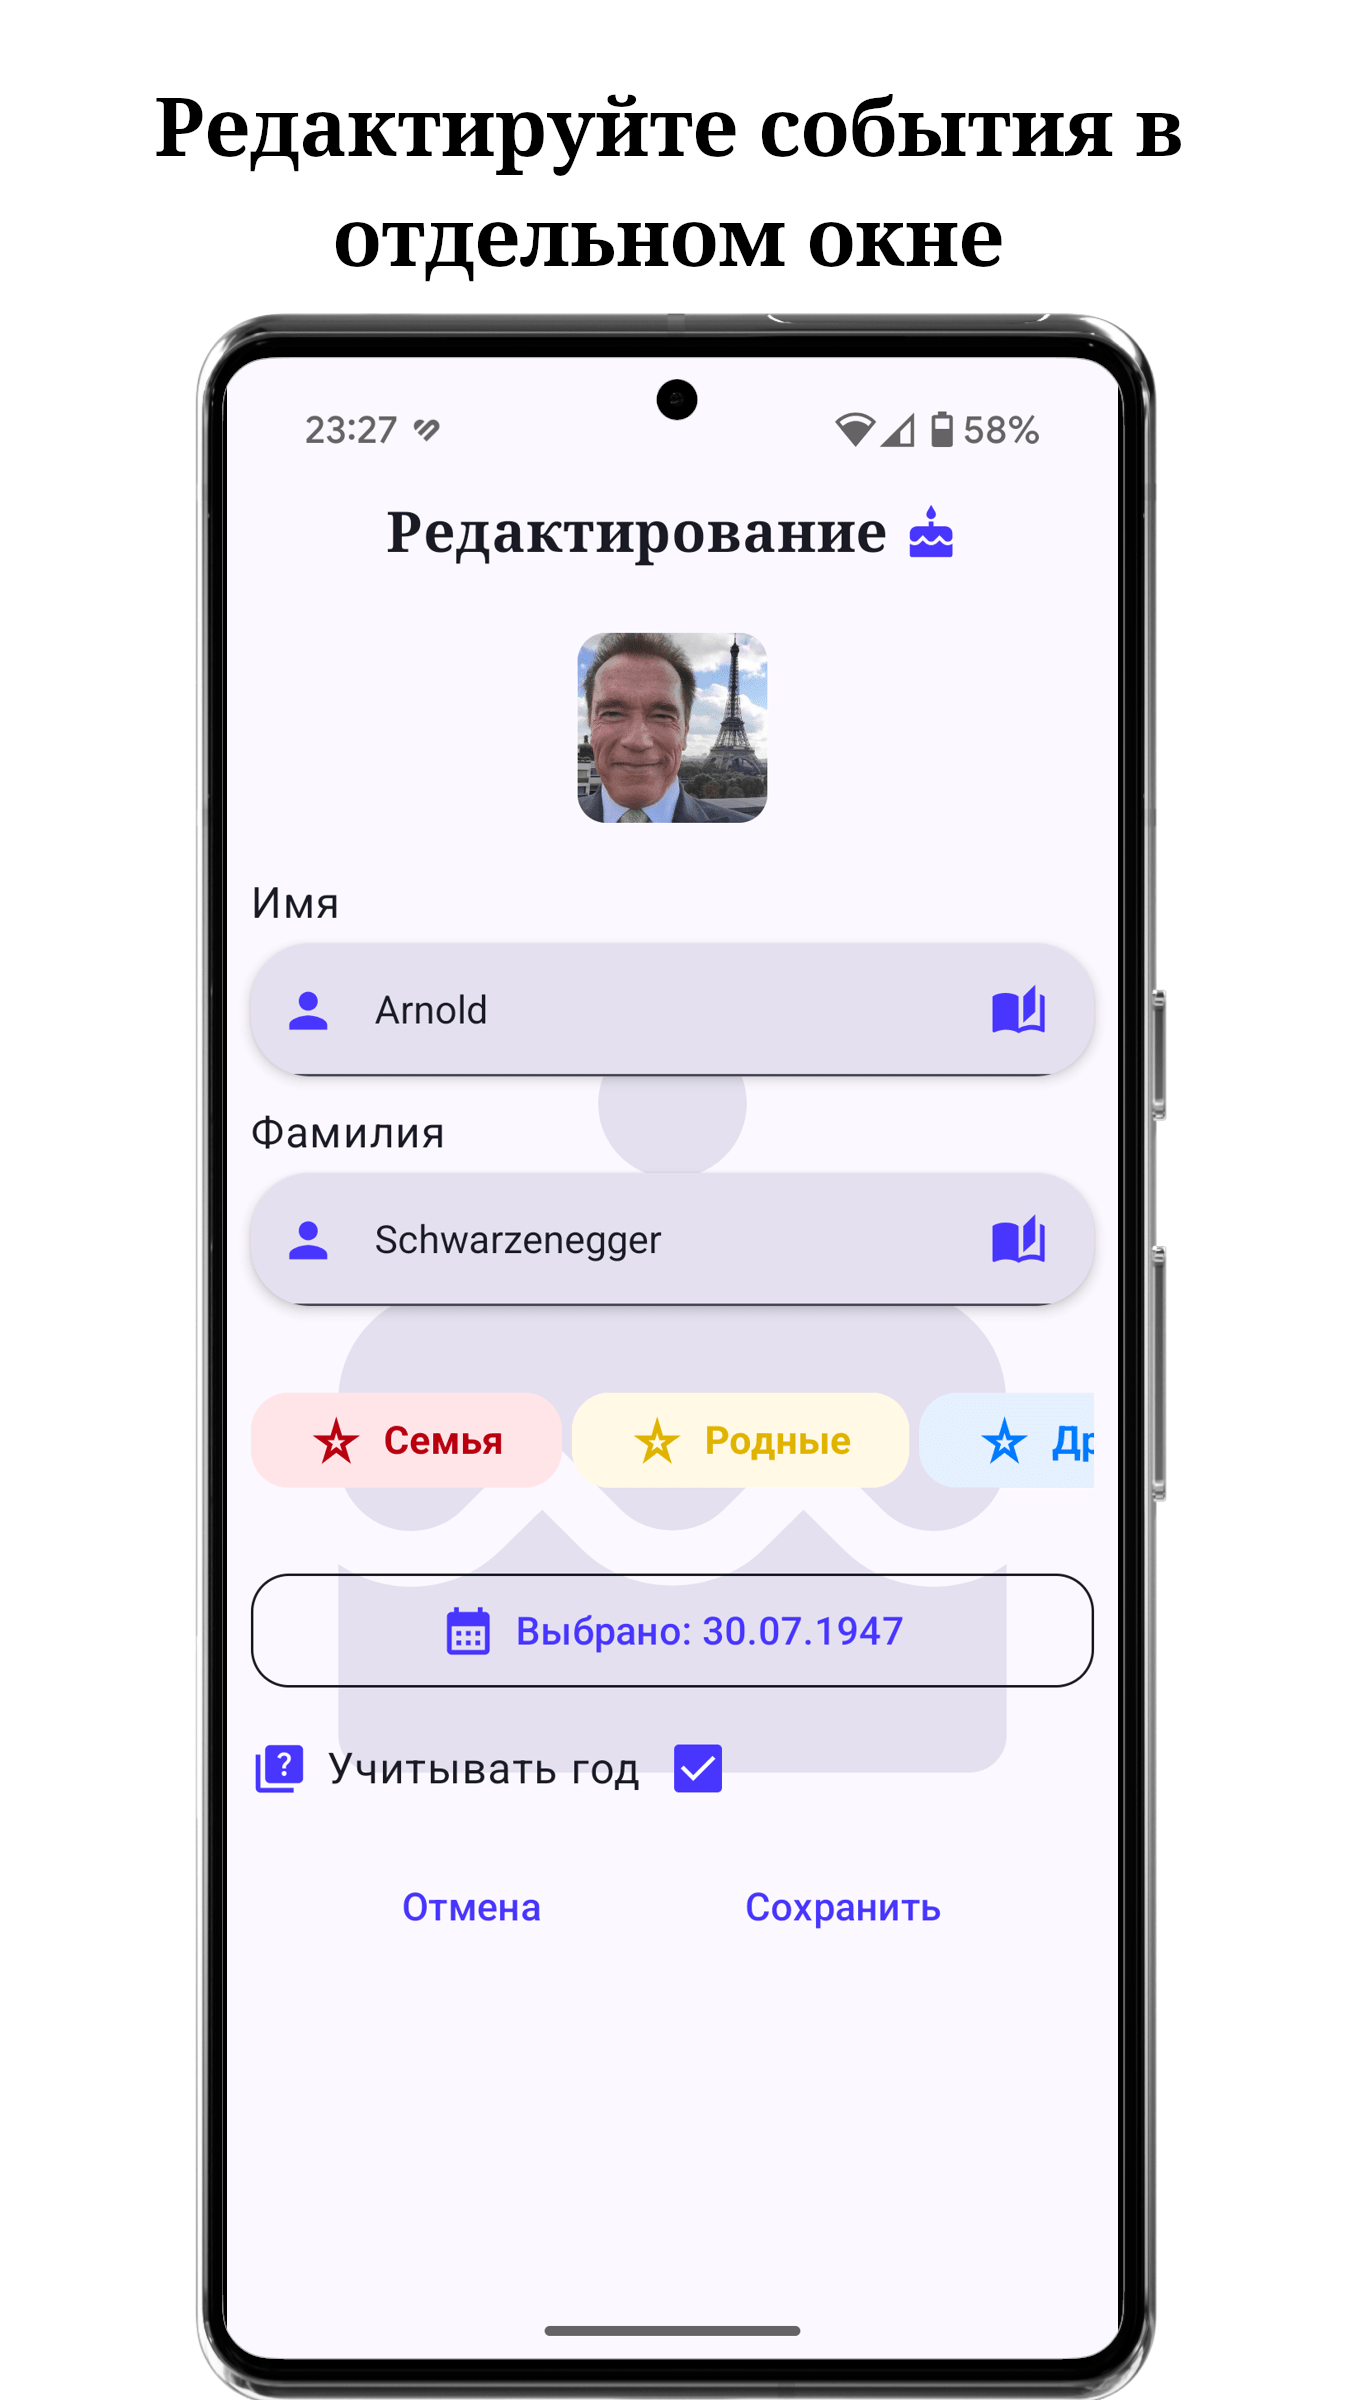 Редактируйте события в
отдельном окне
23:27 58%
Редактирование
Имя
Arnold
Фамилия
Schwarzenegger
Семья Родные Др
Выбрано: 30.07.1947
? Учитывать год
Отмена Сохранить